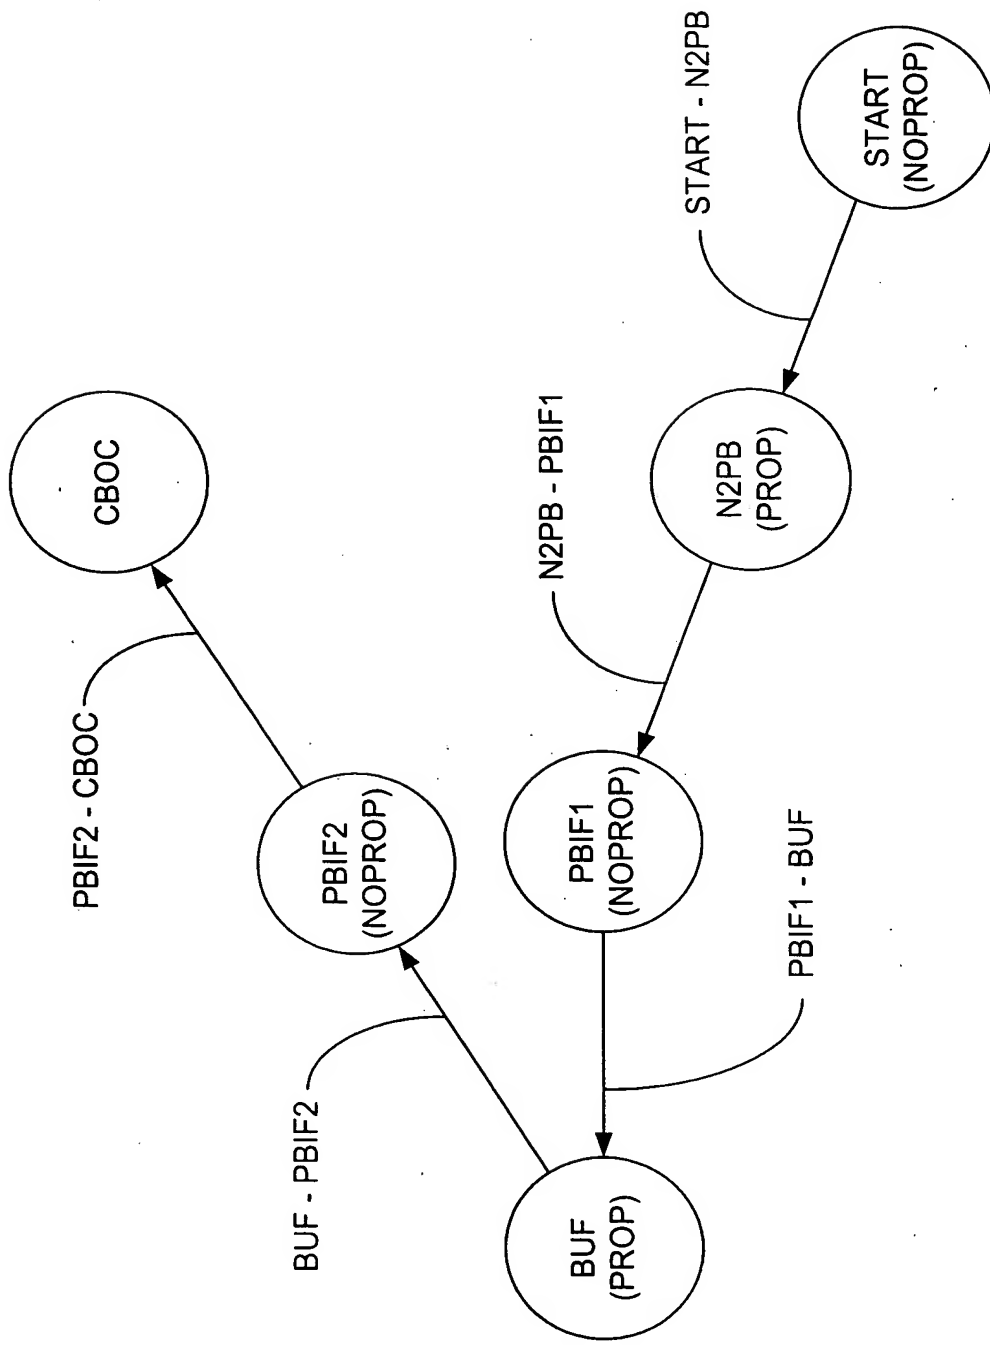 START
(NOPROP)
START - N2PB
N2PB
(PROP)
N2PB - PBIF1
PBIF1
(NOPROP)
PBIF1 - BUF
BUF
(PROP)
BUF - PBIF2
PBIF2
(NOPROP)
PBIF2 - CBOC
CBOC